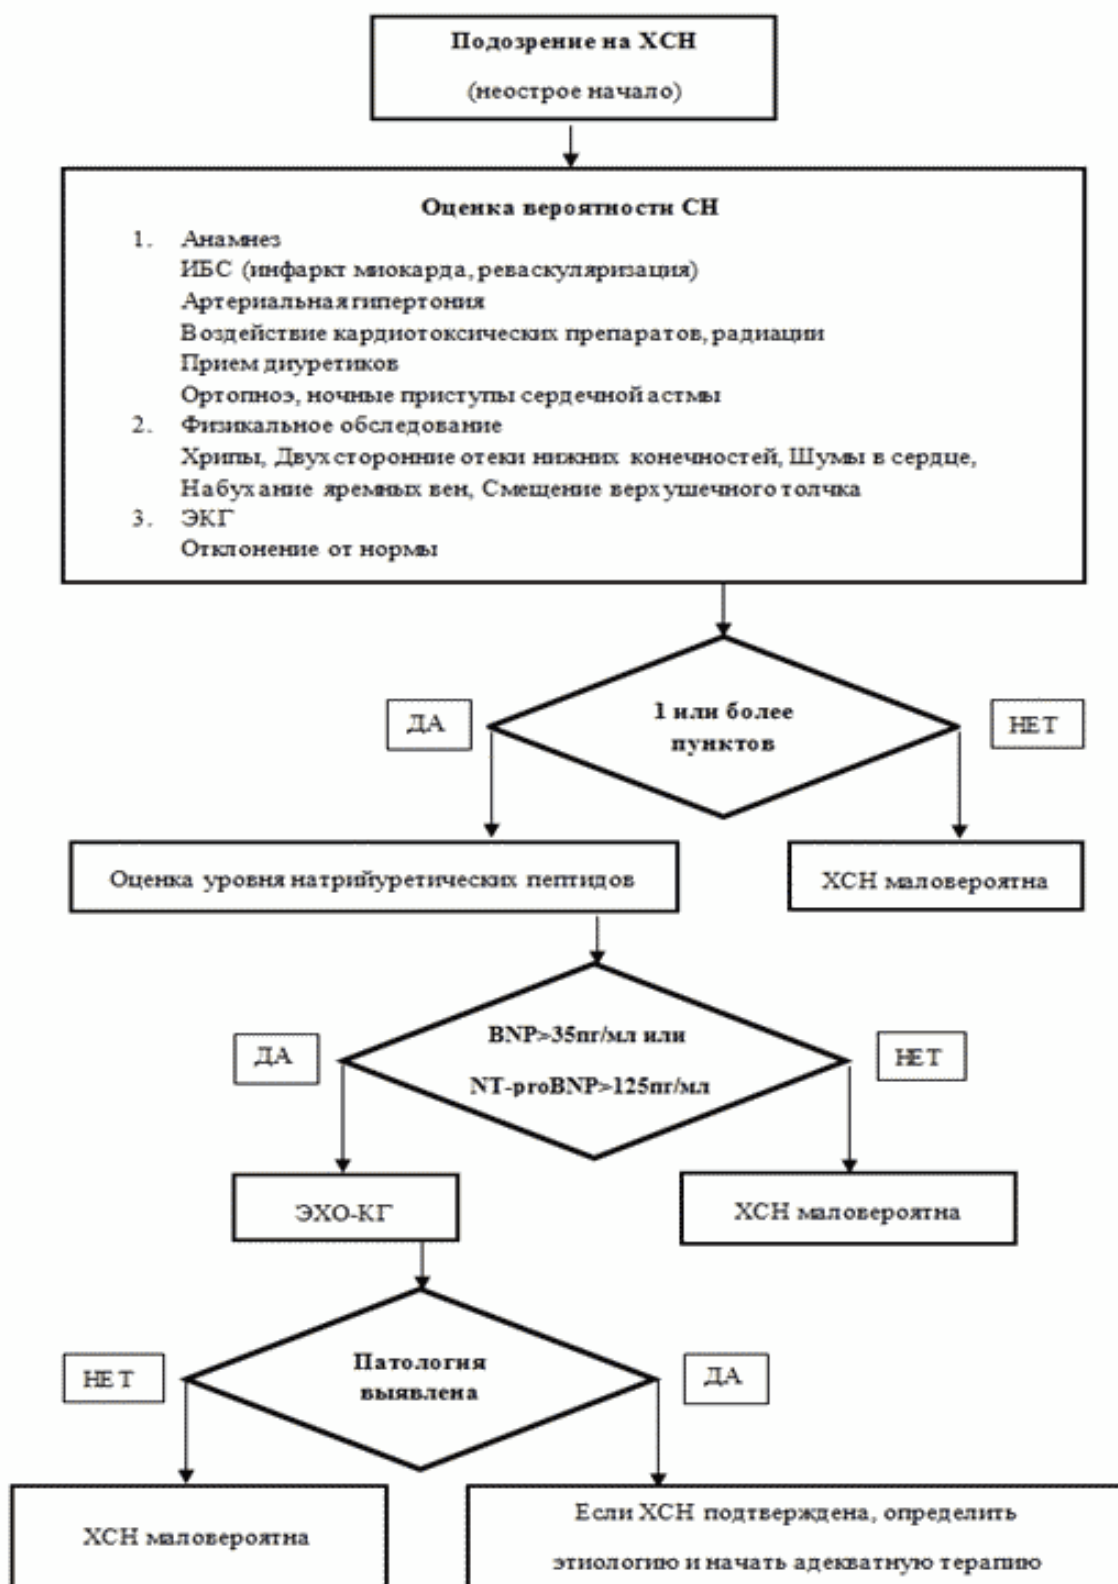 Подозрение на ХСН
(неострое начало)
Оценка вероятности СН
1. Анамнез
ИБС (инфаркт миокарда, реваскуляризация)
Артериальная гипертония
Воздействие кардиотоксических препаратов, радиации
Прием диуретиков
Ортопноэ, ночные приступы сердечной астмы
2. Физикальное обследование
Хрипы, Двухсторонние отеки нижних конечностей, Шумы в сердце,
Набухание яремных вен, Смещение верхушечного толчка
3. ЭКГ
Отклонение от нормы
1 или более
пунктов
ДА
НЕТ
Оценка уровня натрийуретических пептидов
ХСН маловероятна
BNP>35пг/мл или
NT-proBNP>125пг/мл
ДА
НЕТ
ЭХО-КГ
ХСН маловероятна
Патология
выявлена
НЕТ
ДА
ХСН маловероятна
Если ХСН подтверждена, определить
этиологию и начать адекватную терапию